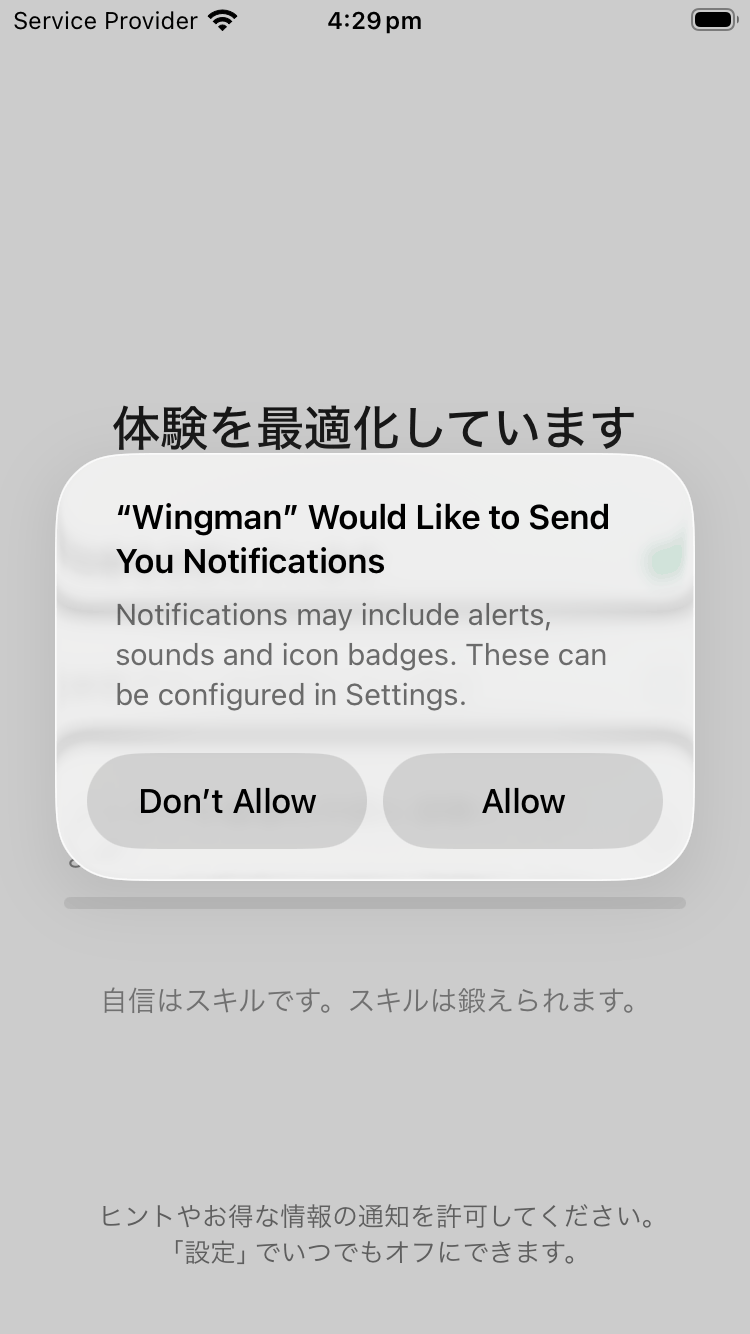 Service Provider 4:29 pm
体験を最適化しています
“Wingman” Would Like to Send
You Notifications
Notifications may include alerts,
sounds and icon badges. These can
be configured in Settings.
Don’t Allow Allow
自信はスキルです。スキルは鍛えられます。
ヒントやお得な情報の通知を許可してください。
「設定」でいつでもオフにできます。